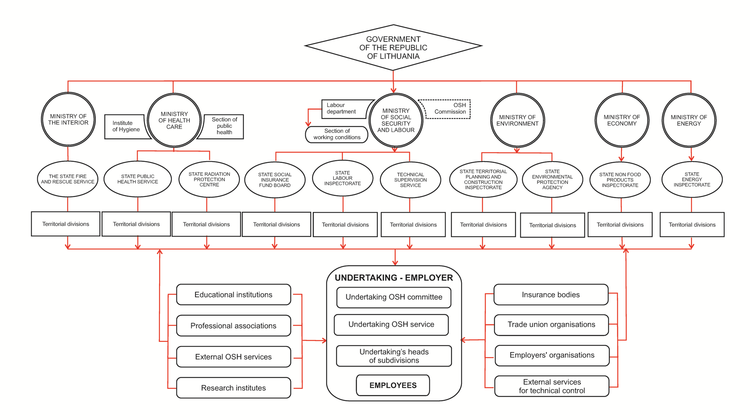 GOVERNMENT
OF THE REPUBLIC
OF LITHUANIA
MINISTRY OF
THE INTERIOR
Institute
of Hygiene
MINISTRY
OF HEALTH
CARE
Section of
public
health
Labour
department
Section of
working conditions
MINISTRY
OF SOCIAL
SECURITY
AND LABOUR
OSH
Commission
MINISTRY OF
ENVIRONMENT
MINISTRY OF
ECONOMY
MINISTRY OF
ENERGY
THE STATE FIRE
AND RESCUE SERVICE
STATE PUBLIC
HEALTH SERVICE
STATE RADIATION
PROTECTION
CENTRE
STATE SOCIAL
INSURANCE
FUND BOARD
STATE
LABOUR
INSPECTORATE
TECHNICAL
SUPERVISION
SERVICE
STATE TERRITORIAL
PLANNING AND
CONSTRUCTION
INSPECTORATE
STATE
ENVIRONMENTAL
PROTECTION
AGENCY
STATE NON FOOD
PRODUCTS
INSPECTORATE
STATE
ENERGY
INSPECTORATE
Territorial divisions
Territorial divisions
Territorial divisions
Territorial divisions
Territorial divisions
Territorial divisions
Territorial divisions
Territorial divisions
Territorial divisions
Territorial divisions
Educational institutions
Professional associations
External OSH services
Research institutes
UNDERTAKING - EMPLOYER
Undertaking OSH committee
Undertaking OSH service
Undertaking's heads
of subdivisions
EMPLOYEES
Insurance bodies
Trade union organisations
Employers' organisations
External services
for technical control